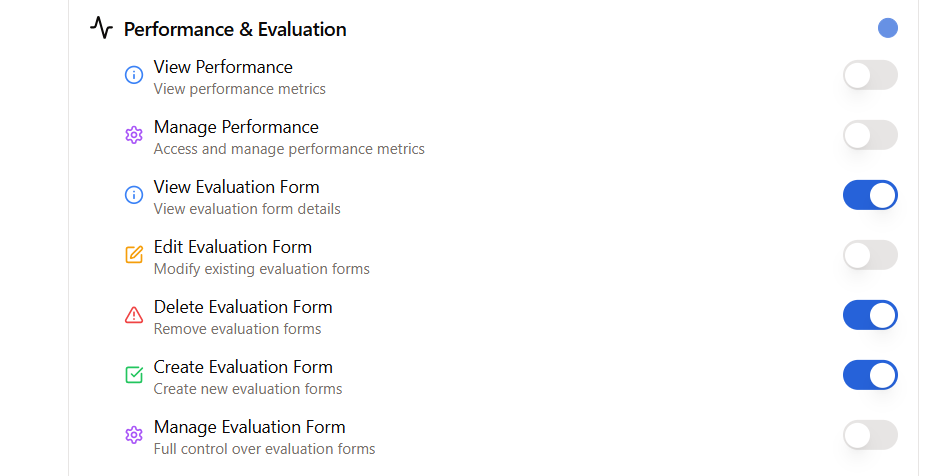 Performance & Evaluation
View Performance
View performance metrics
Manage Performance
Access and manage performance metrics
View Evaluation Form
View evaluation form details
Edit Evaluation Form
Modify existing evaluation forms
Delete Evaluation Form
Remove evaluation forms
Create Evaluation Form
Create new evaluation forms
Manage Evaluation Form
Full control over evaluation forms